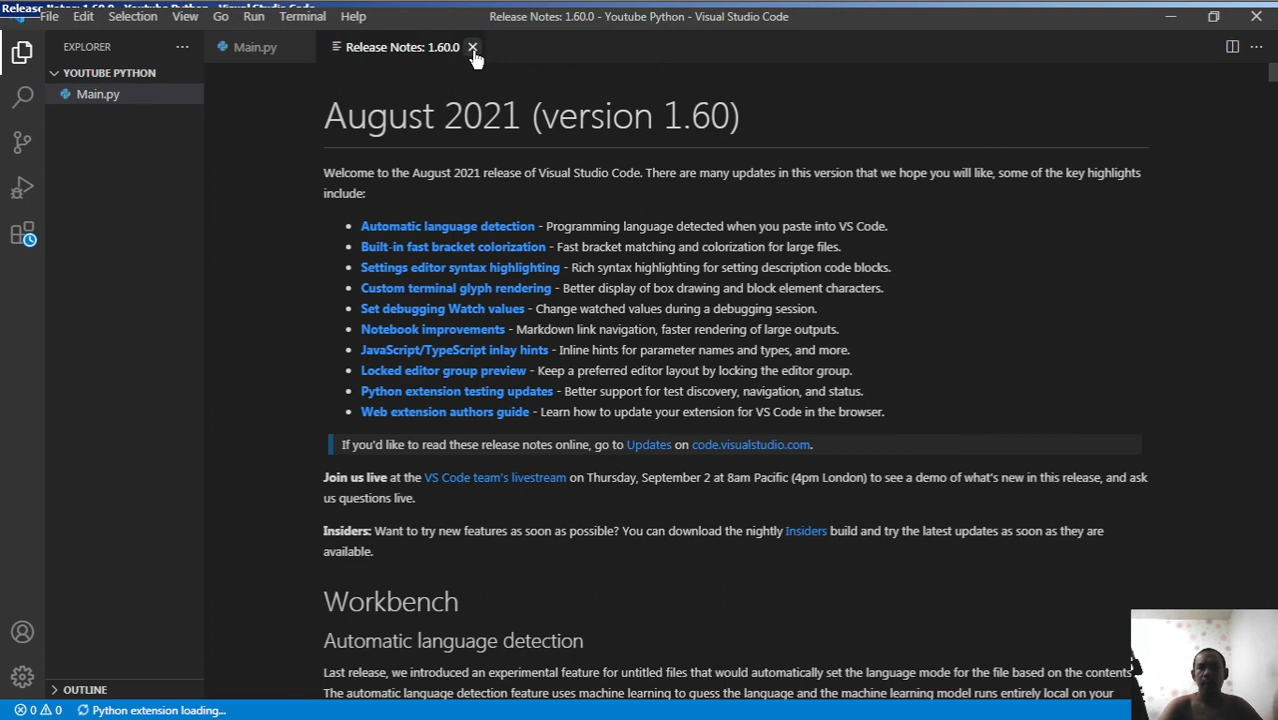 File Edit Selection View Go Run Terminal Help
Release Notes: 1.60.0 - Youtube Python - Visual Studio Code
EXPLORER
Main.py
Release Notes: 1.60.0
YOUTUBE PYTHON
Main.py
August 2021 (version 1.60)
Welcome to the August 2021 release of Visual Studio Code. There are many updates in this version that we hope you will like, some of the key highlights
include:
• Automatic language detection - Programming language detected when you paste into VS Code.
• Built-in fast bracket colorization - Fast bracket matching and colorization for large files.
• Settings editor syntax highlighting - Rich syntax highlighting for setting description code blocks.
• Custom terminal glyph rendering - Better display of box drawing and block element characters.
• Set debugging Watch values - Change watched values during a debugging session.
• Notebook improvements - Markdown link navigation, faster rendering of large outputs.
• JavaScript/TypeScript inlay hints - Inline hints for parameter names and types, and more.
• Locked editor group preview - Keep a preferred editor layout by locking the editor group.
• Python extension testing updates - Better support for test discovery, navigation, and status.
• Web extension authors guide - Learn how to update your extension for VS Code in the browser.
If you'd like to read these release notes online, go to Updates on code.visualstudio.com.
Join us live at the VS Code team's livestream on Thursday, September 2 at 8am Pacific (4pm London) to see a demo of what's new in this release, and ask
us questions live.
Insiders: Want to try new features as soon as possible? You can download the nightly Insiders build and try the latest updates as soon as they are
available.
Workbench
Automatic language detection
Last release, we introduced an experimental feature for untitled files that would automatically set the language mode for the file based on the contents
The automatic language detection feature uses machine learning to guess the language and the machine learning model runs entirely local on your
OUTLINE
0 0 Python extension loading...